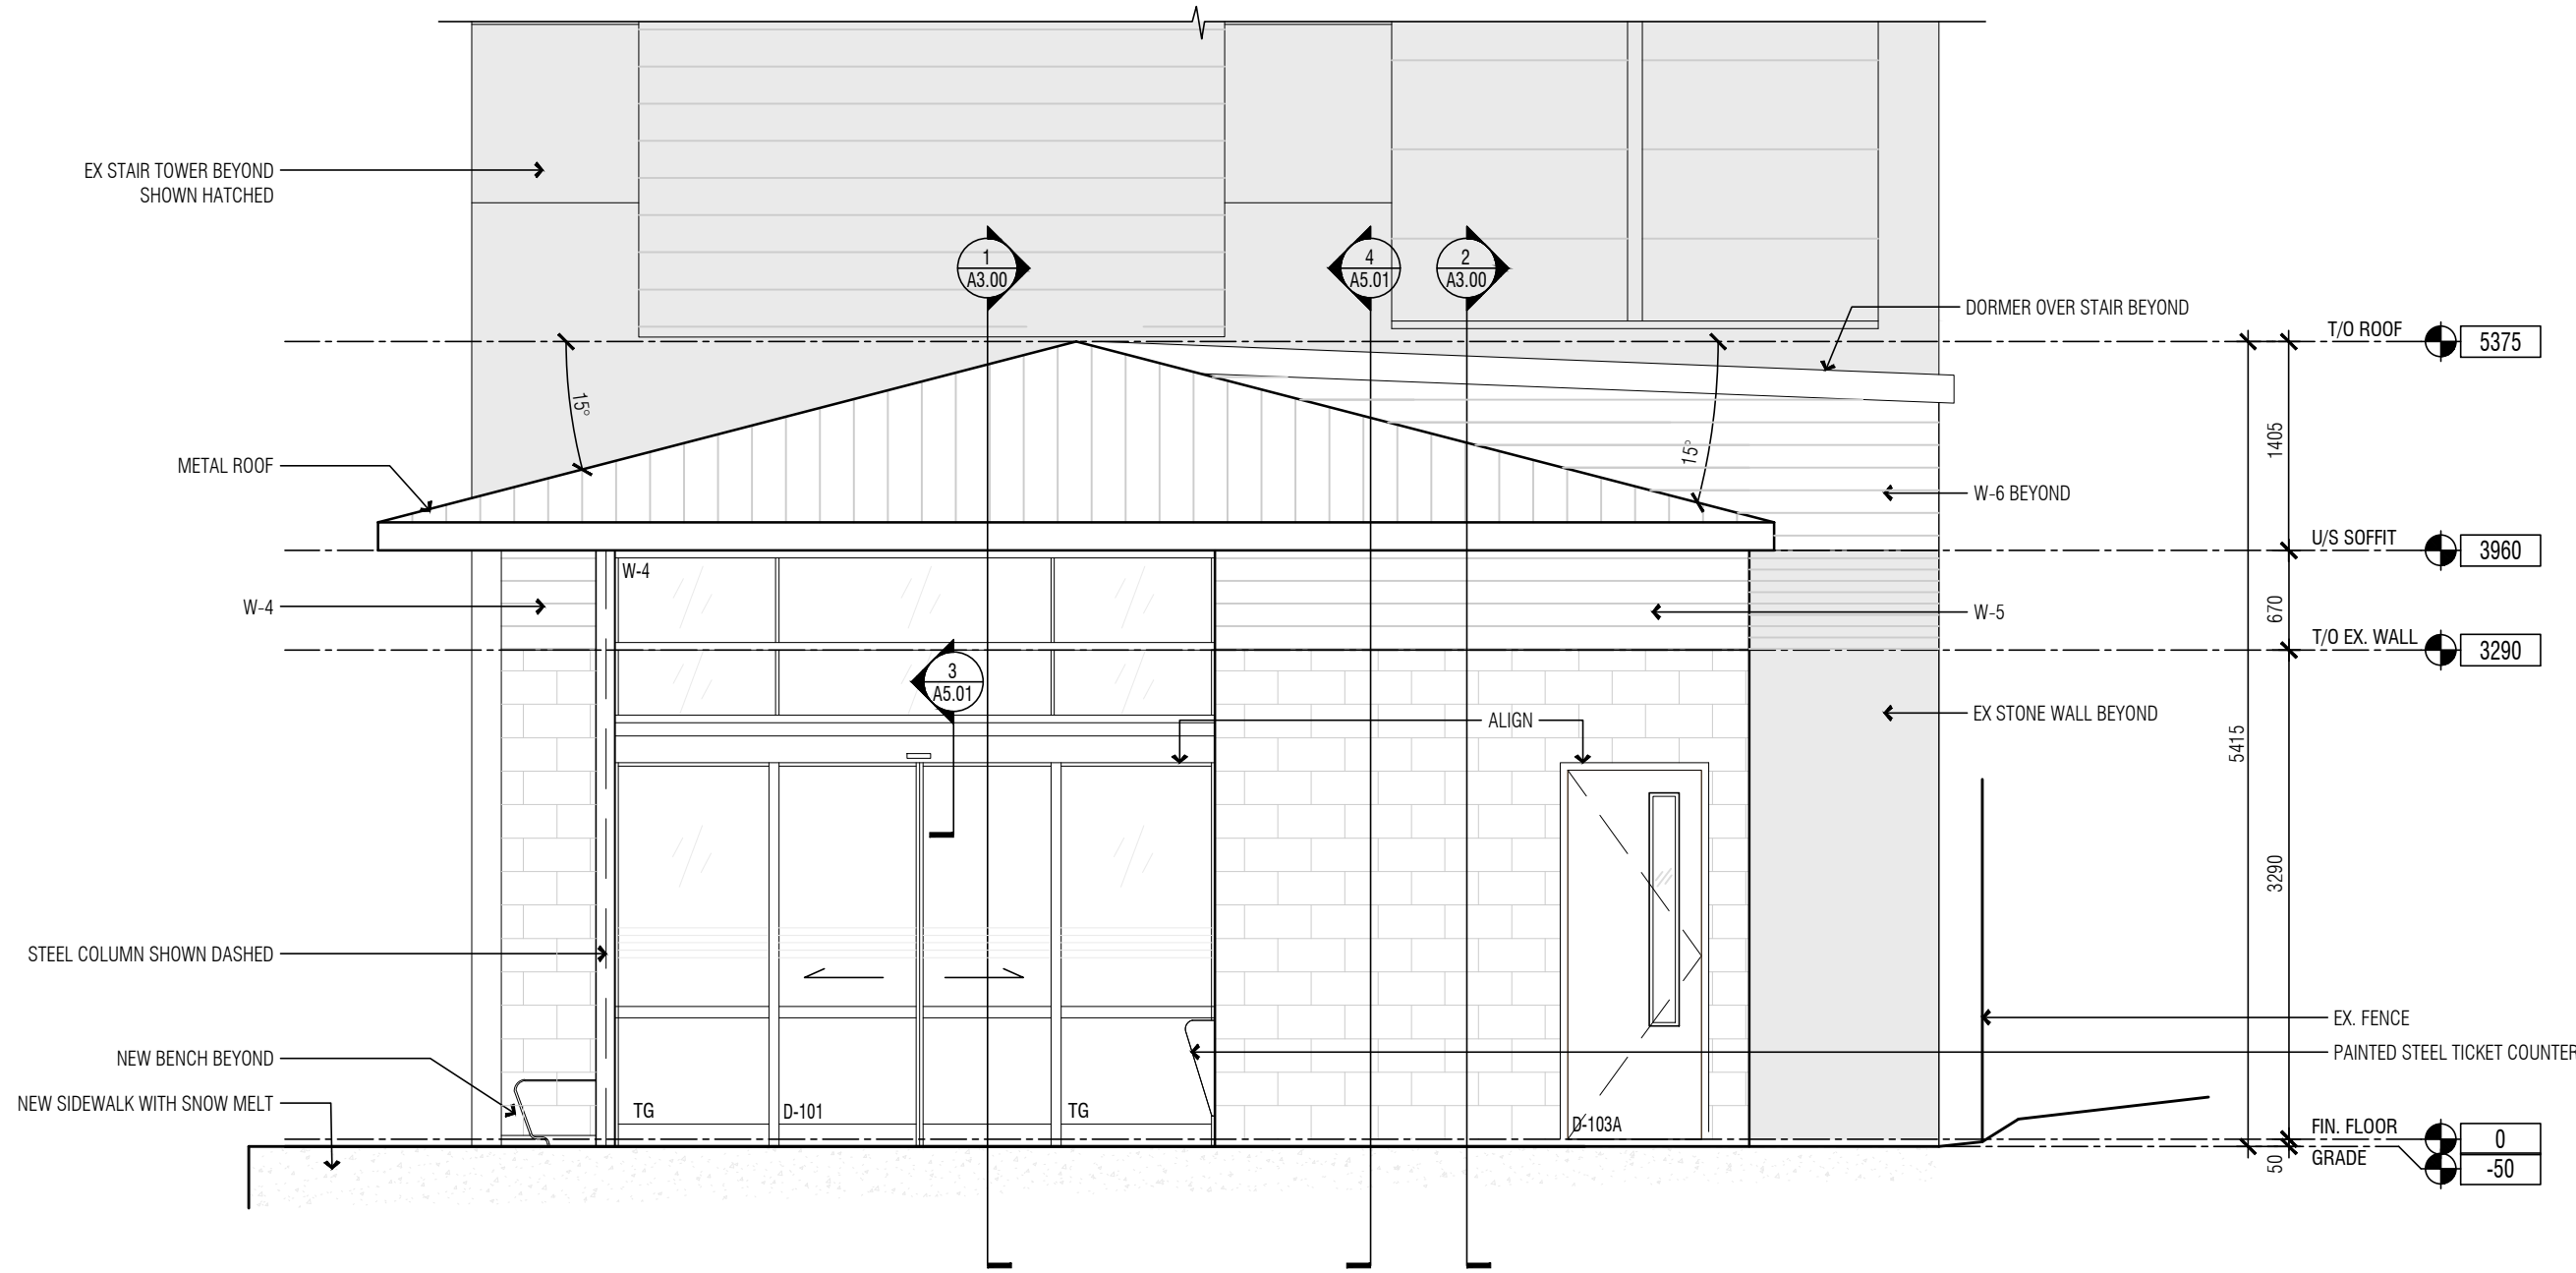 EX STAIR TOWER BEYOND
SHOWN HATCHED
1
A3.00
4
A5.01
2
A3.00
DORMER OVER STAIR BEYOND
T/O ROOF
5375
15°
15°
1405
METAL ROOF
W-6 BEYOND
U/S SOFFIT
3960
W-4
W-4
W-5
670
T/O EX. WALL
3290
3
A5.01
ALIGN
EX STONE WALL BEYOND
5415
3290
STEEL COLUMN SHOWN DASHED
EX. FENCE
NEW BENCH BEYOND
PAINTED STEEL TICKET COUNTER
NEW SIDEWALK WITH SNOW MELT
TG
D-101
TG
D-103A
FIN. FLOOR
0
GRADE
-50
50